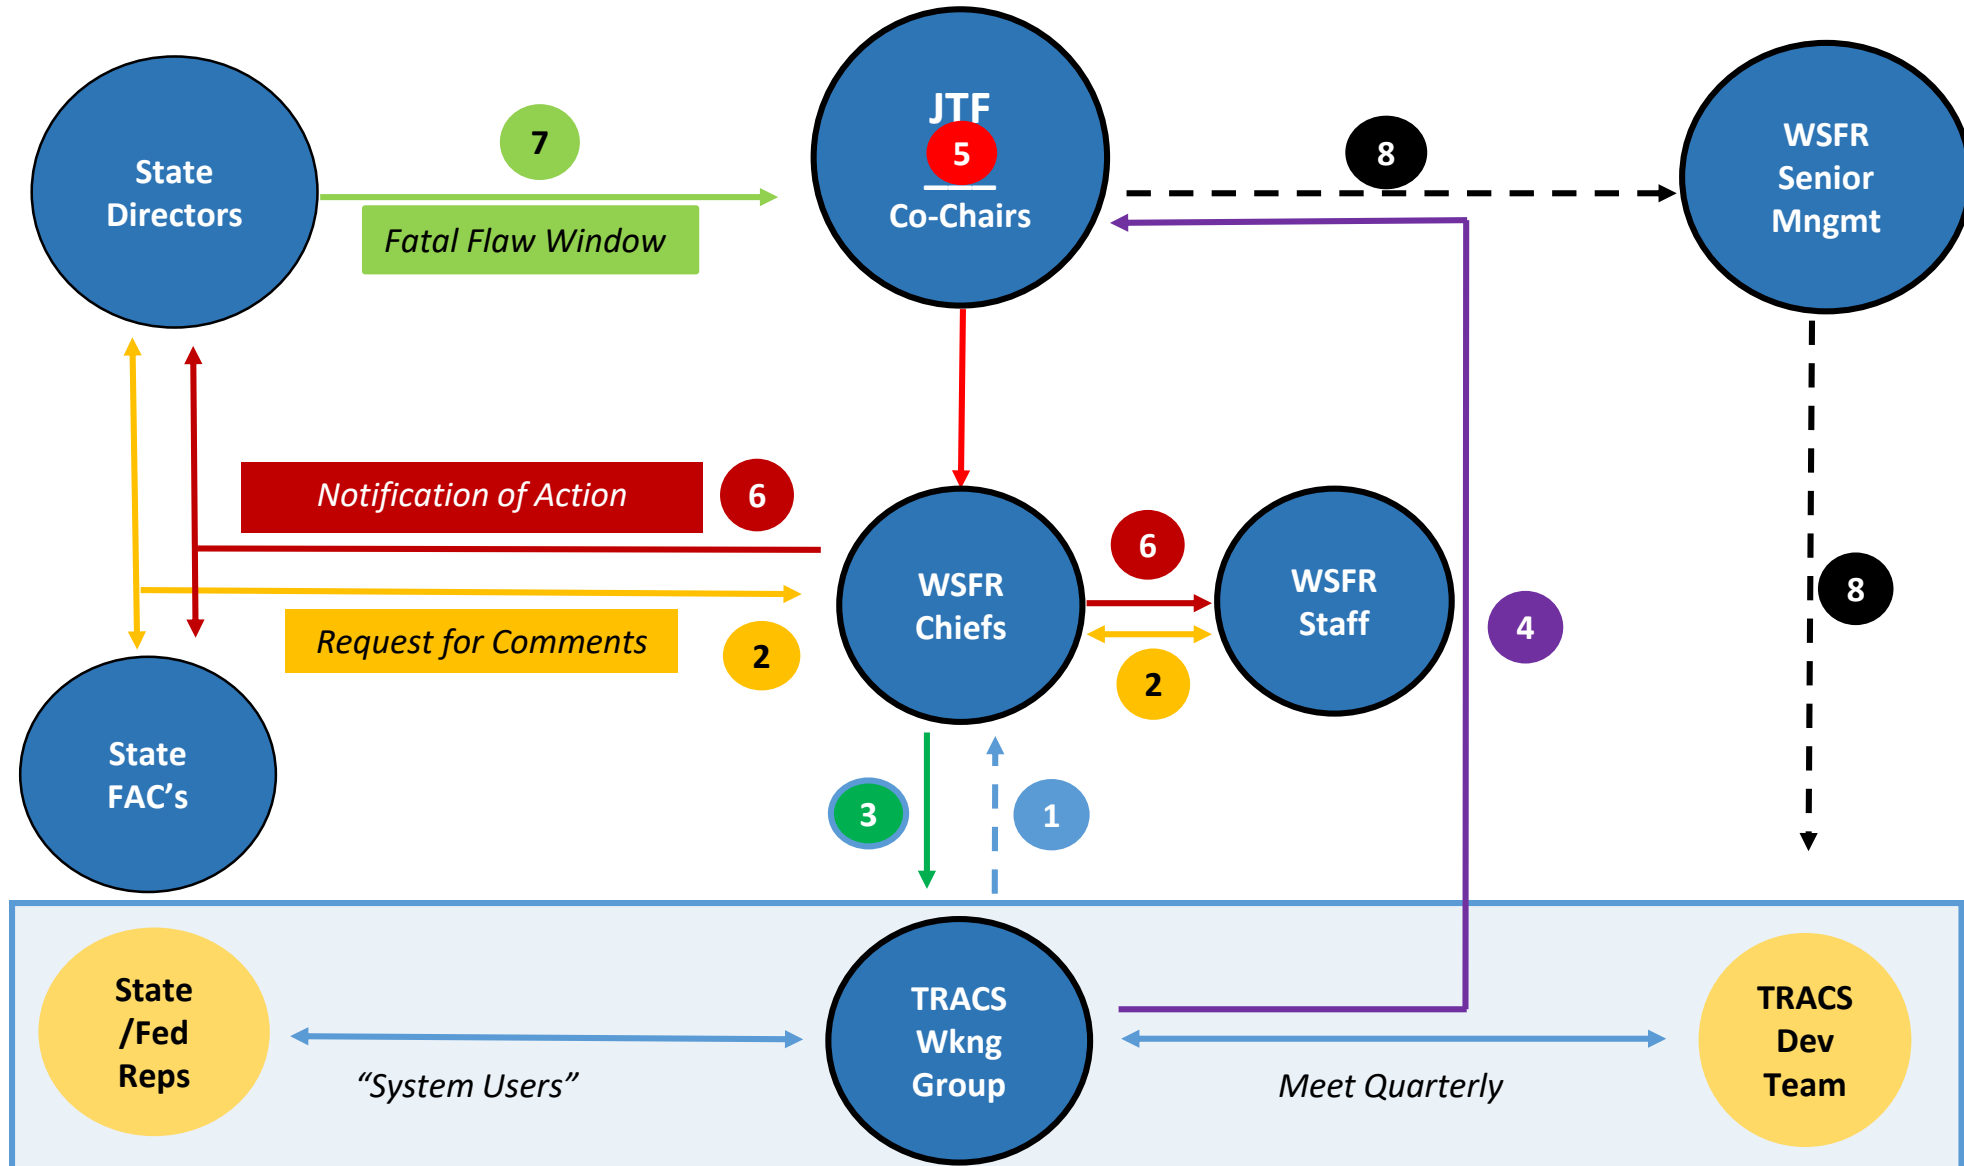 State
Directors
7
Fatal Flaw Window
JTF
5
Co-Chairs
8
WSFR
Senior
Mngmt
Notification of Action
6
Request for Comments
2
WSFR
Chiefs
6
2
WSFR
Staff
4
8
State
FAC’s
3
1
State
/Fed
Reps
“System Users”
TRACS
Wkng
Group
Meet Quarterly
TRACS
Dev
Team